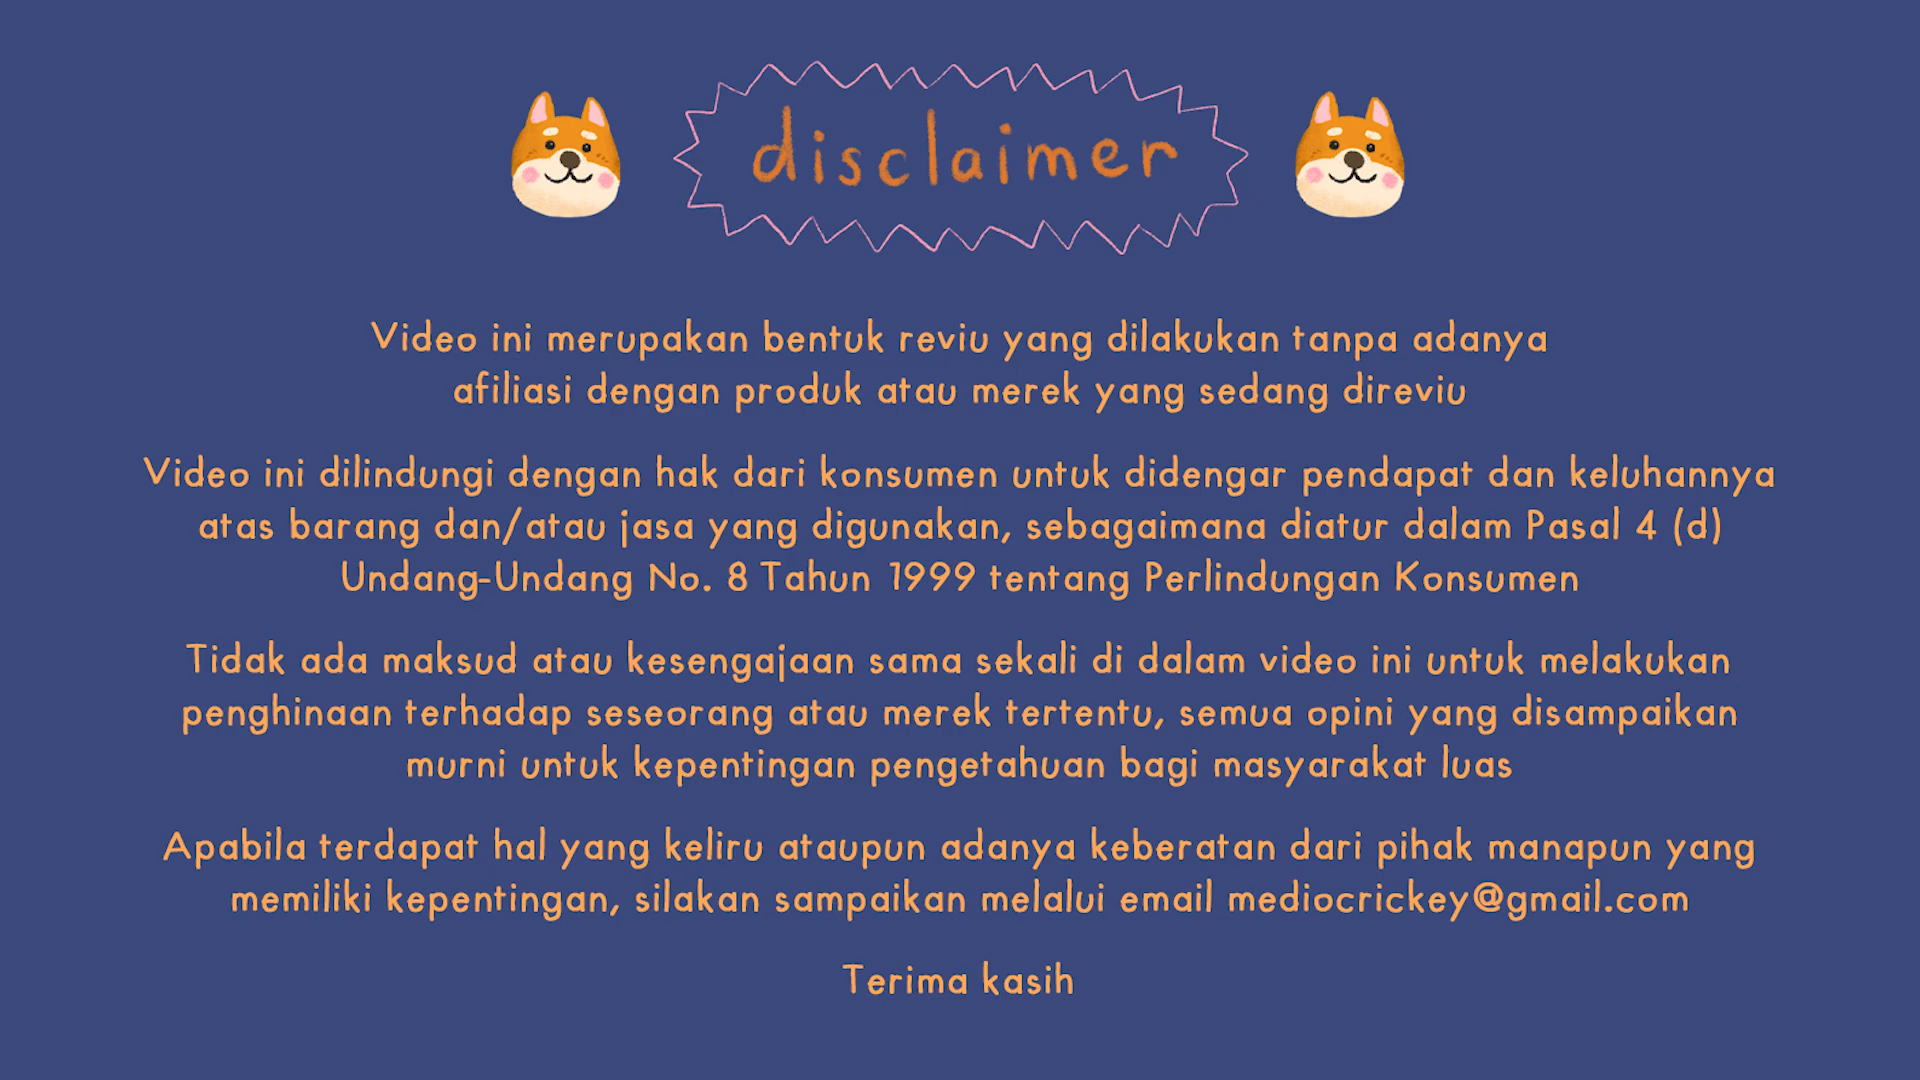 disclaimer
Video ini merupakan bentuk reviu yang dilakukan tanpa adanya
afiliasi dengan produk atau merek yang sedang direviu
Video ini dilindungi dengan hak dari konsumen untuk didengar pendapat dan keluhannya
atas barang dan/atau jasa yang digunakan, sebagaimana diatur dalam Pasal 4 (d)
Undang-Undang No. 8 Tahun 1999 tentang Perlindungan Konsumen
Tidak ada maksud atau kesengajaan sama sekali di dalam video ini untuk melakukan
penghinaan terhadap seseorang atau merek tertentu, semua opini yang disampaikan
murni untuk kepentingan pengetahuan bagi masyarakat luas
Apabila terdapat hal yang keliru ataupun adanya keberatan dari pihak manapun yang
memiliki kepentingan, silakan sampaikan melalui email mediocrickey@gmail.com
Terima kasih